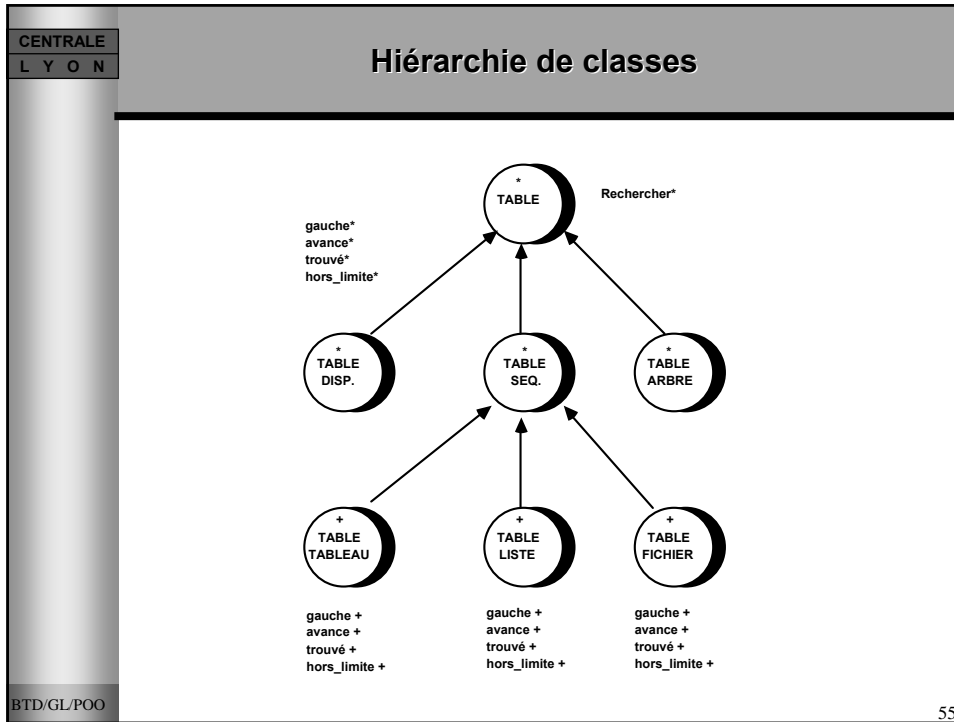 CENTRALE
L Y O N
Hiérarchie de classes
*
TABLE
Rechercher*
gauche*
avance*
trouvé*
hors_limite*
*
TABLE
DISP.
*
TABLE
SEQ.
*
TABLE
ARBRE
+
TABLE
TABLEAU
+
TABLE
LISTE
+
TABLE
FICHIER
gauche +
avance +
trouvé +
hors_limite +
gauche +
avance +
trouvé +
hors_limite +
gauche +
avance +
trouvé +
hors_limite +
BTD/GL/POO
55